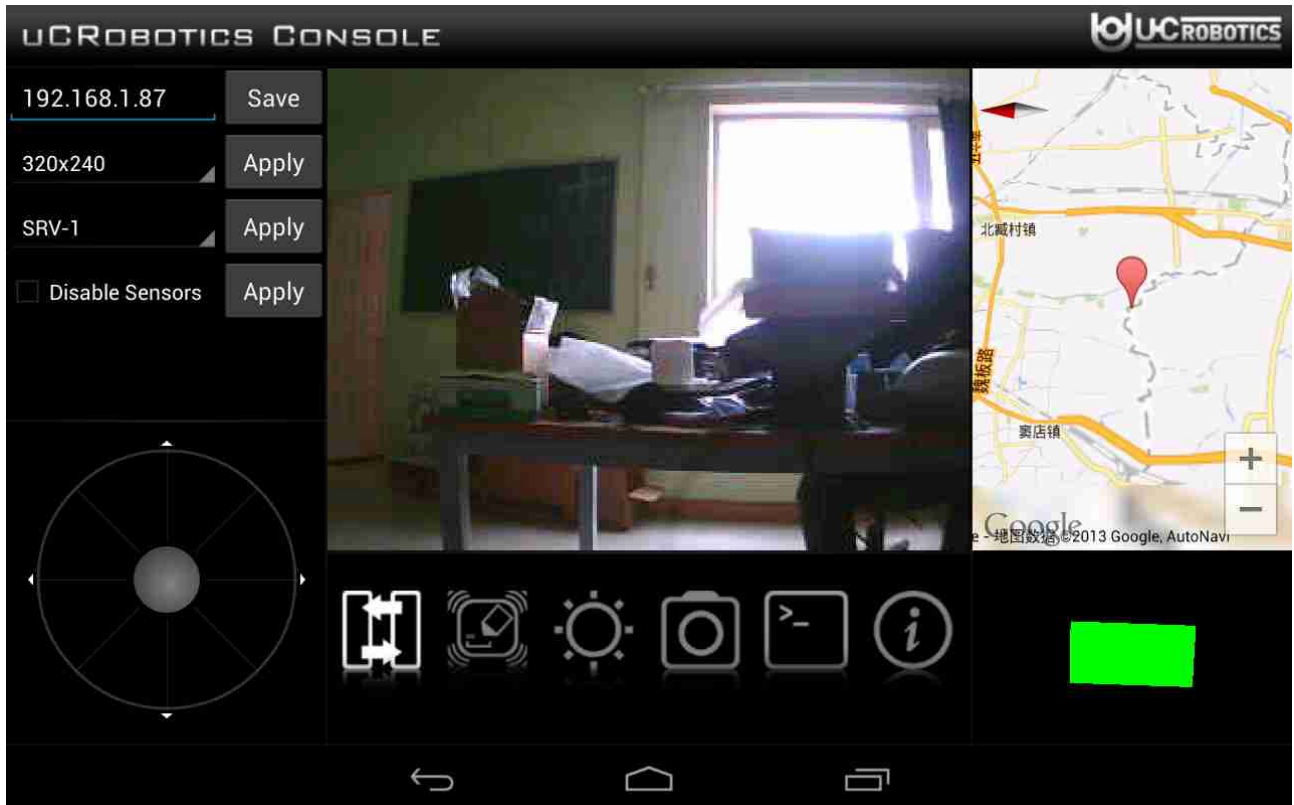 uCRobotics Console
UCROBOTICS
192.168.1.87
Save
320x240
Apply
SRV-1
Apply
Disable Sensors
Apply
北臧村镇
魏板路
窦店镇
+
-
Google
e - 地图数据 ©2013 Google, AutoNavi
>_
i